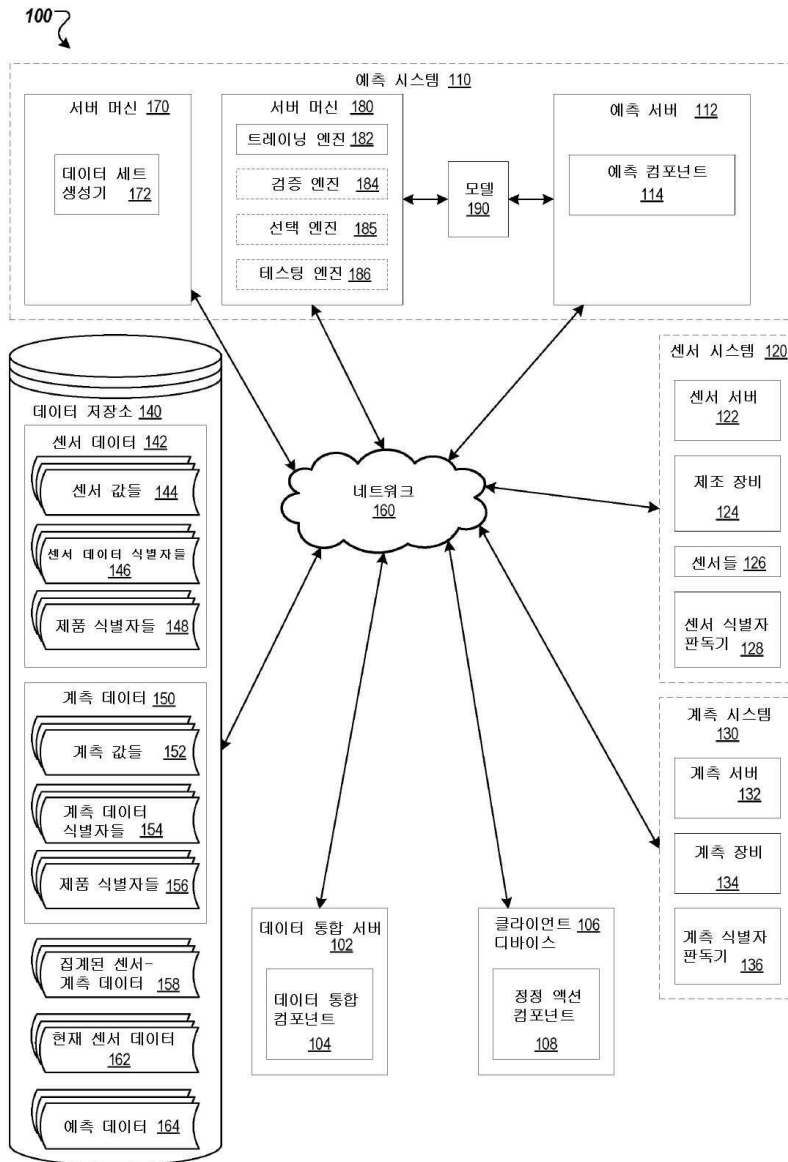 100
예측 시스템 110
서버 머신 170
데이터 세트
생성기
172
서버 머신 180
트레이닝 엔진 182
검증 엔진 184
선택 엔진 185
테스팅 엔진 186
모델
190
예측 서버 112
예측 컴포넌트
114
데이터 저장소 140
센서 데이터 142
센서 값들 144
센서 데이터 식별자들
146
제품 식별자들 148
계측 데이터 150
계측 값들 152
계측 데이터
식별자들 154
제품 식별자들 156
집계된 센서-
계측 데이터 158
현재 센서 데이터
162
예측 데이터 164
네트워크
160
센서 시스템 120
센서 서버
122
제조 장비
124
센서들 126
센서 식별자
판독기 128
계측 시스템
130
계측 서버
132
계측 장비
134
계측 식별자
판독기 136
데이터 통합 서버
102
데이터 통합
컴포넌트
104
클라이언트 106
디바이스
정정 액션
컴포넌트
108